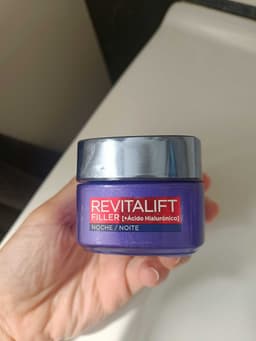 REVITALIFT
FILLER [+Ácido Hialurónico]
NOCHE / NOITE